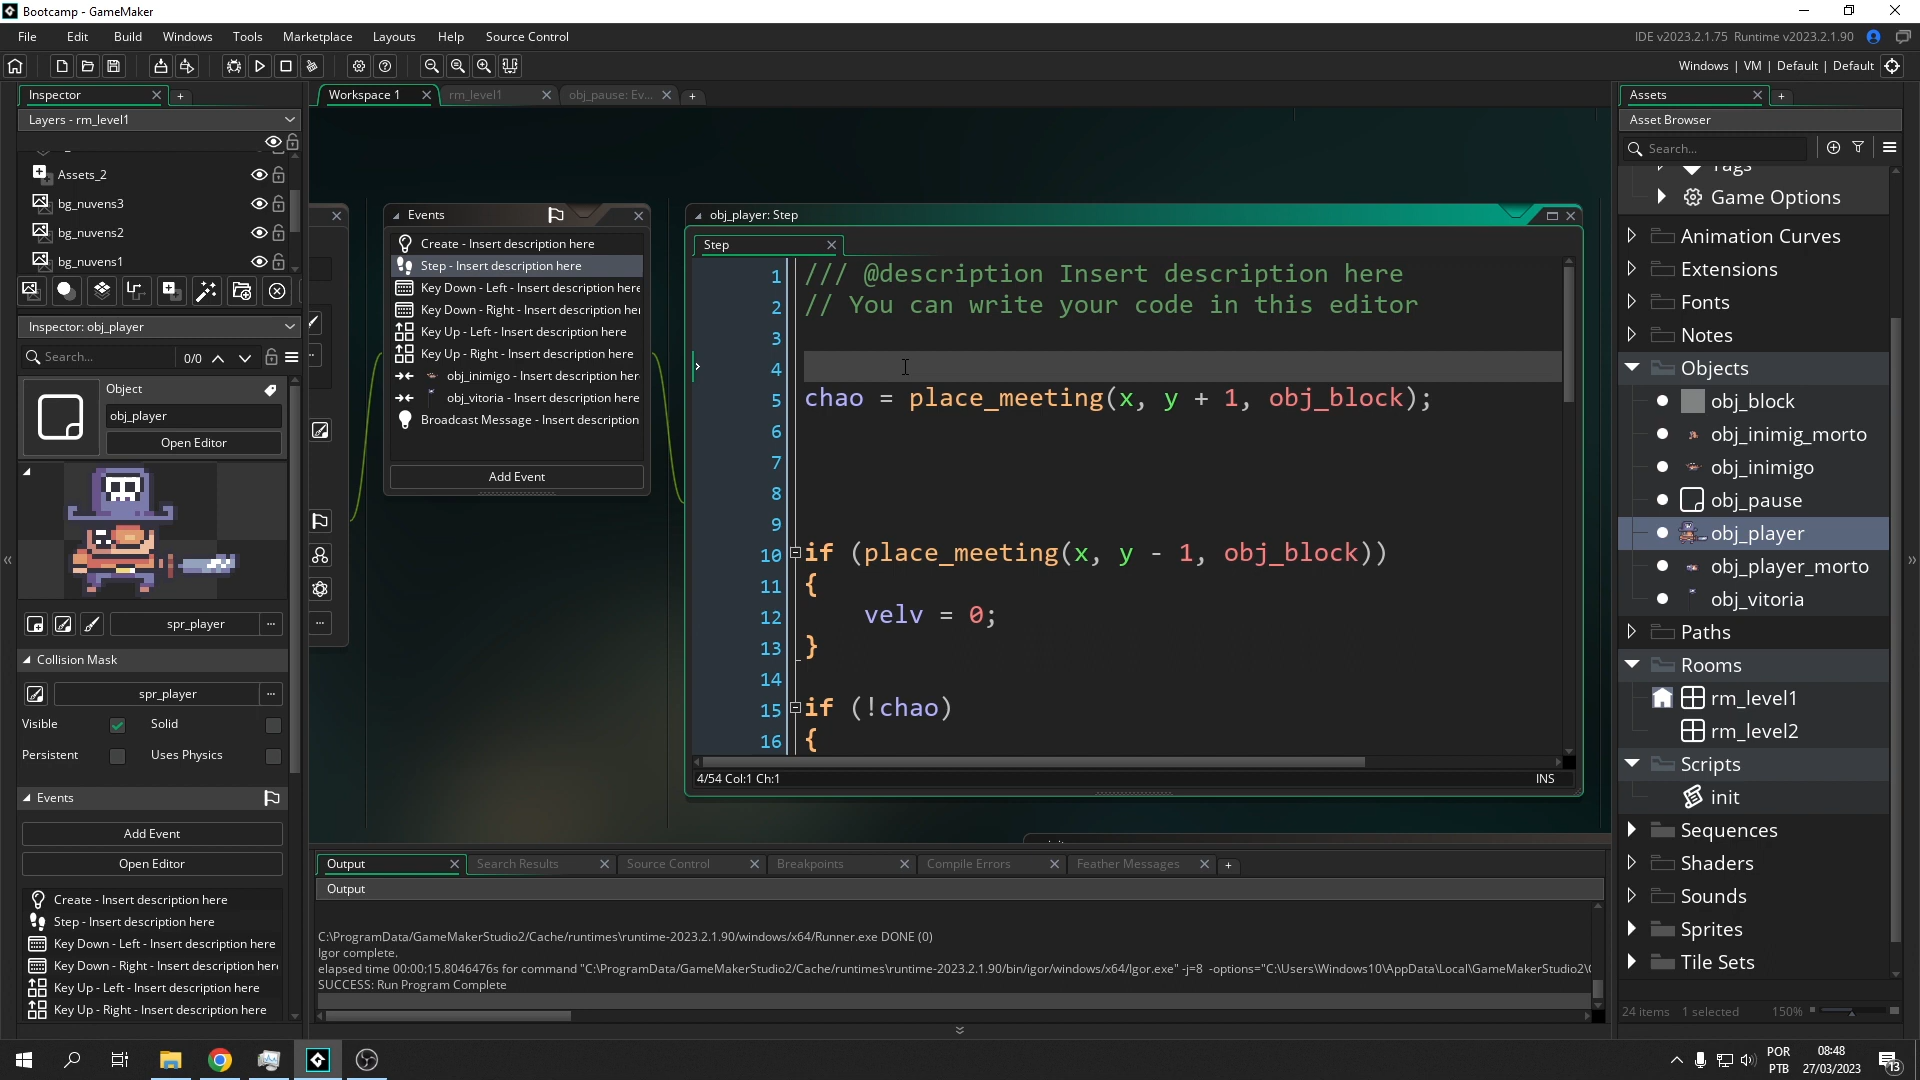 Bootcamp - GameMaker
File Edit Build Windows Tools Marketplace Layouts Help Source Control
IDE v2023.2.1.75 Runtime v2023.2.1.90
Windows | VM | Default | Default
Inspector
Layers - rm_level1
Assets_2
bg_nuvens3
bg_nuvens2
bg_nuvens1
Inspector: obj_player
Search... 0/0
Object
obj_player
Open Editor
spr_player
Collision Mask
spr_player
Visible Solid
Persistent Uses Physics
Events
Add Event
Open Editor
Create - Insert description here
Step - Insert description here
Key Down - Left - Insert description here
Key Down - Right - Insert description her
Key Up - Left - Insert description here
Key Up - Right - Insert description here
Workspace 1 rm_level1 obj_pause: Ev...
Events
Create - Insert description here
Step - Insert description here
Key Down - Left - Insert description here
Key Down - Right - Insert description her
Key Up - Left - Insert description here
Key Up - Right - Insert description here
obj_inimigo - Insert description her
obj_vitoria - Insert description here
Broadcast Message - Insert description
Add Event
obj_player: Step
Step
1 /// @description Insert description here
2 // You can write your code in this editor
3
4
5 chao = place_meeting(x, y + 1, obj_block);
6
7
8
9
10 if (place_meeting(x, y - 1, obj_block))
11 {
12 velv = 0;
13 }
14
15 if (!chao)
16 {
4/54 Col:1 Ch:1 INS
Output Search Results Source Control Breakpoints Compile Errors Feather Messages
Output
C:\ProgramData/GameMakerStudio2/Cache/runtimes\runtime-2023.2.1.90/windows/x64/Runner.exe DONE (0)
Igor complete.
elapsed time 00:00:15.8046476s for command "C:\ProgramData/GameMakerStudio2/Cache/runtimes\runtime-2023.2.1.90/bin/igor/windows/x64/Igor.exe" -j=8 -options="C:\Users\Windows10\AppData\Local\GameMakerStudio2\
SUCCESS: Run Program Complete
Assets
Asset Browser
Search...
Tags
Game Options
Animation Curves
Extensions
Fonts
Notes
Objects
obj_block
obj_inimig_morto
obj_inimigo
obj_pause
obj_player
obj_player_morto
obj_vitoria
Paths
Rooms
rm_level1
rm_level2
Scripts
init
Sequences
Shaders
Sounds
Sprites
Tile Sets
24 items 1 selected 150%
POR
PTB
08:48
27/03/2023
13